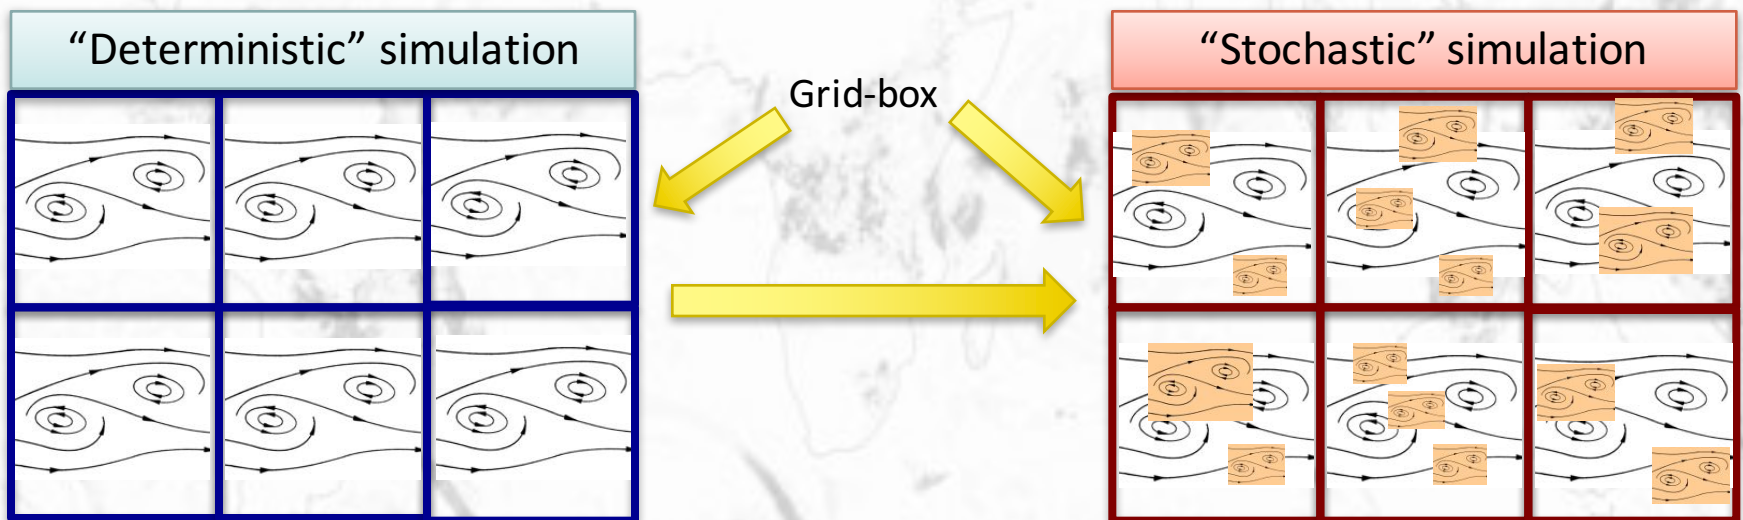 “Deterministic” simulation
Grid-box
“Stochastic” simulation